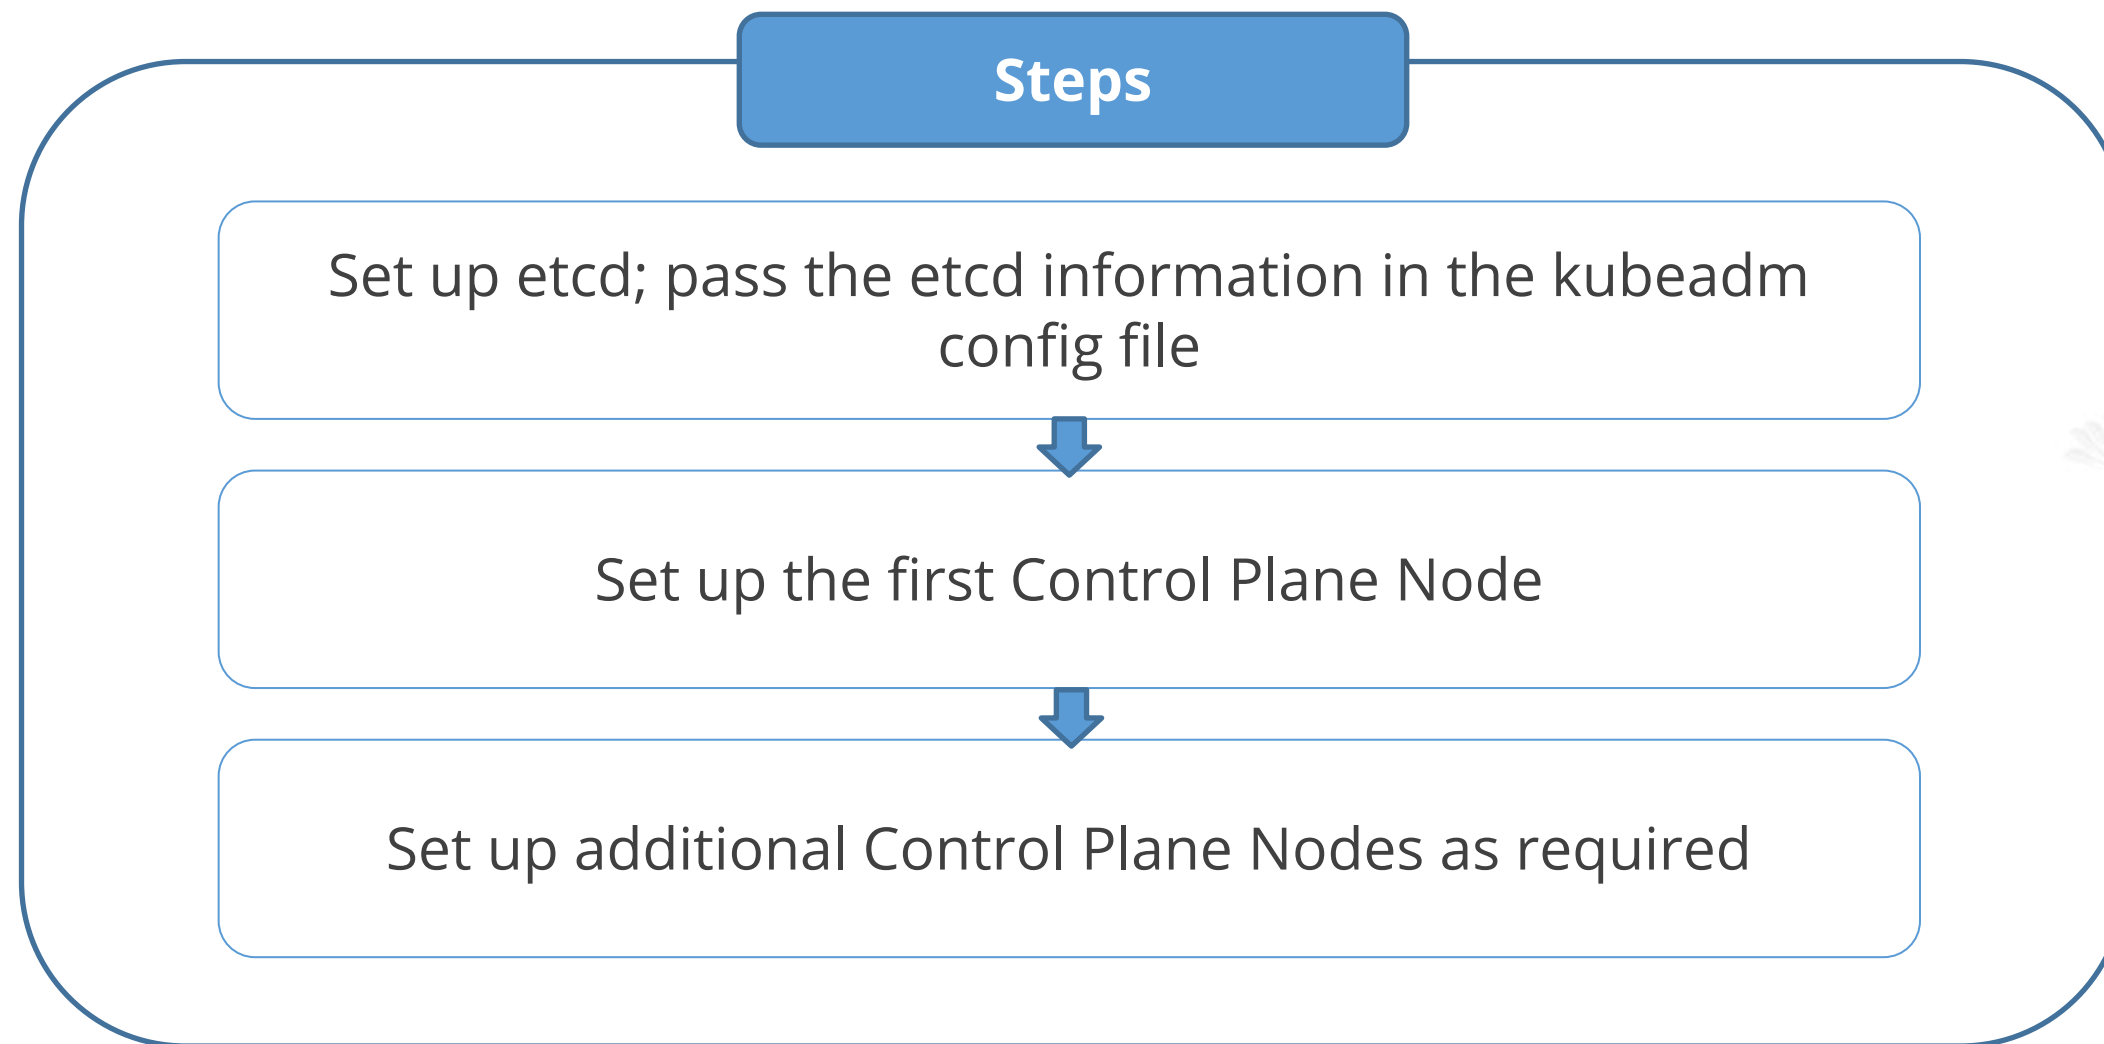 Steps
Set up etcd; pass the etcd information in the kubeadm
config file
Set up the first Control Plane Node
Set up additional Control Plane Nodes as required